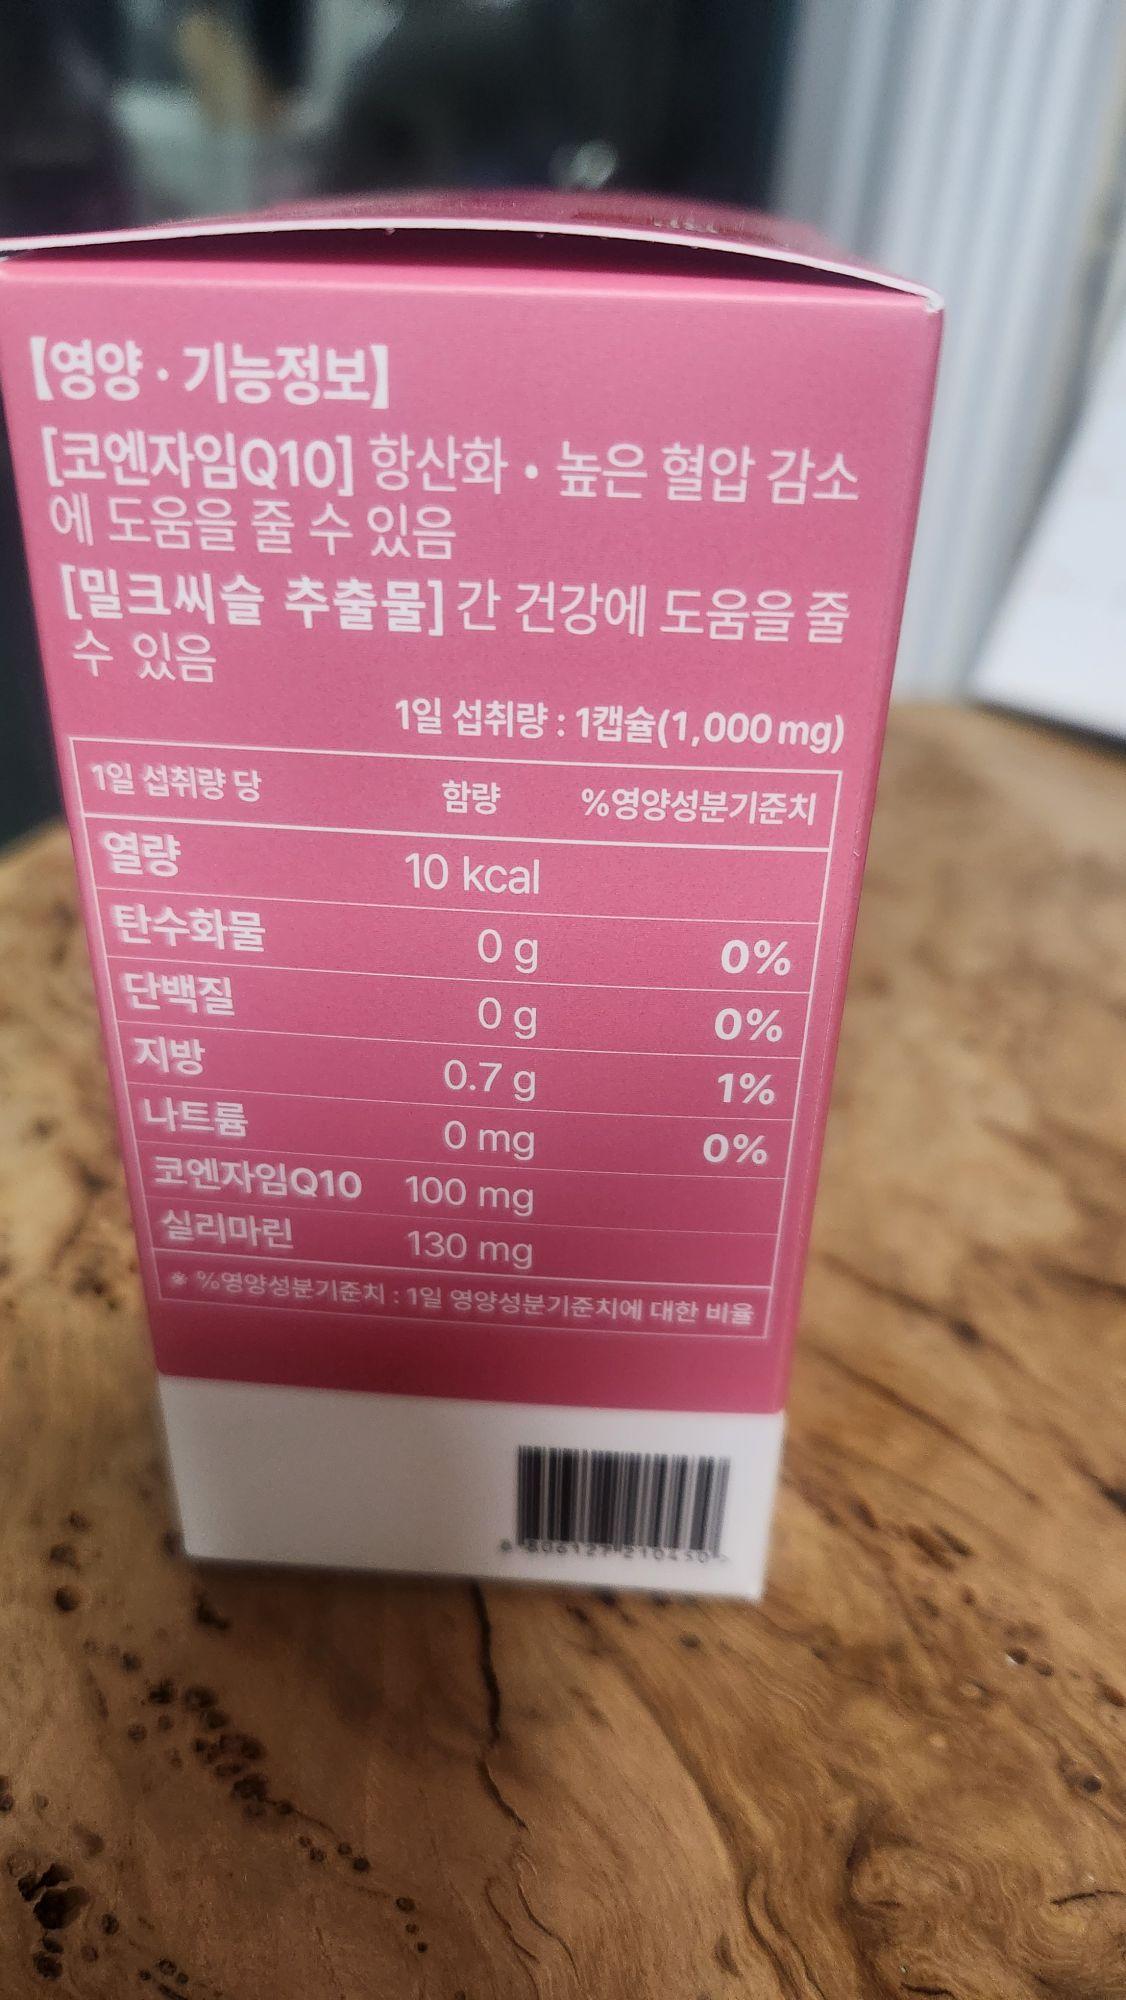 【영양 · 기능정보】
[코엔자임Q10] 항산화 • 높은 혈압 감소
에 도움을 줄 수 있음
[밀크씨슬 추출물] 간 건강에 도움을 줄
수 있음
1일 섭취량 : 1캡슐(1,000 mg)
1일 섭취량 당 함량 %영양성분기준치
열량 10 kcal
탄수화물 0 g 0%
단백질 0 g 0%
지방 0.7 g 1%
나트륨 0 mg 0%
코엔자임Q10 100 mg
실리마린 130 mg
※ %영양성분기준치 : 1일 영양성분기준치에 대한 비율